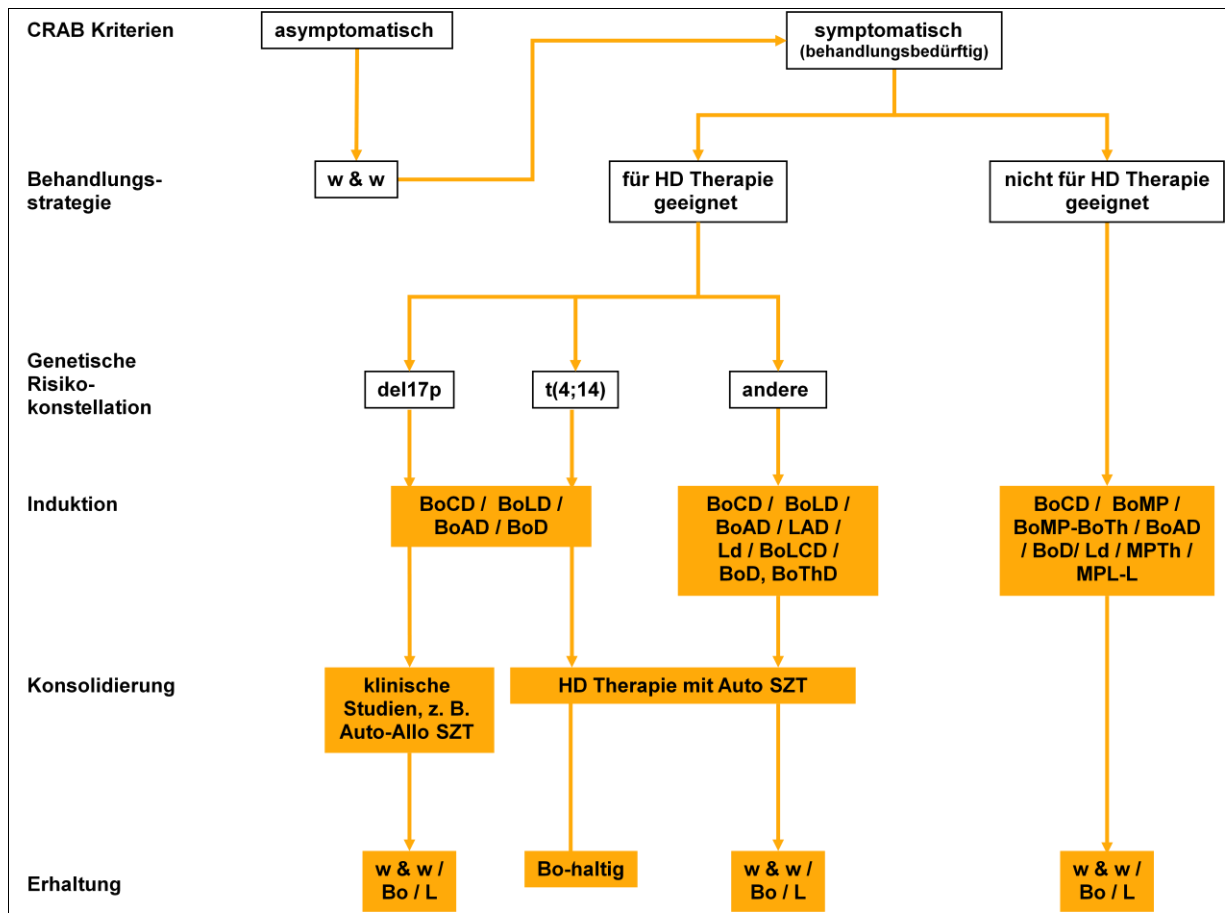 CRAB Kriterien
asymptomatisch
symptomatisch
(behandlungsbedürftig)
Behandlungs-
strategie
w & w
für HD Therapie
geeignet
nicht für HD Therapie
geeignet
Genetische
Risiko-
konstellation
del17p
t(4;14)
andere
Induktion
BoCD / BoLD /
BoAD / BoD
BoCD / BoLD /
BoAD / LAD /
Ld / BoLCD /
BoD, BoThD
BoCD / BoMP /
BoMP-BoTh / BoAD
/ BoD/ Ld / MPTh /
MPL-L
Konsolidierung
klinische
Studien, z. B.
Auto-Allo SZT
HD Therapie mit Auto SZT
Erhaltung
w & w /
Bo / L
Bo-haltig
w & w /
Bo / L
w & w /
Bo / L